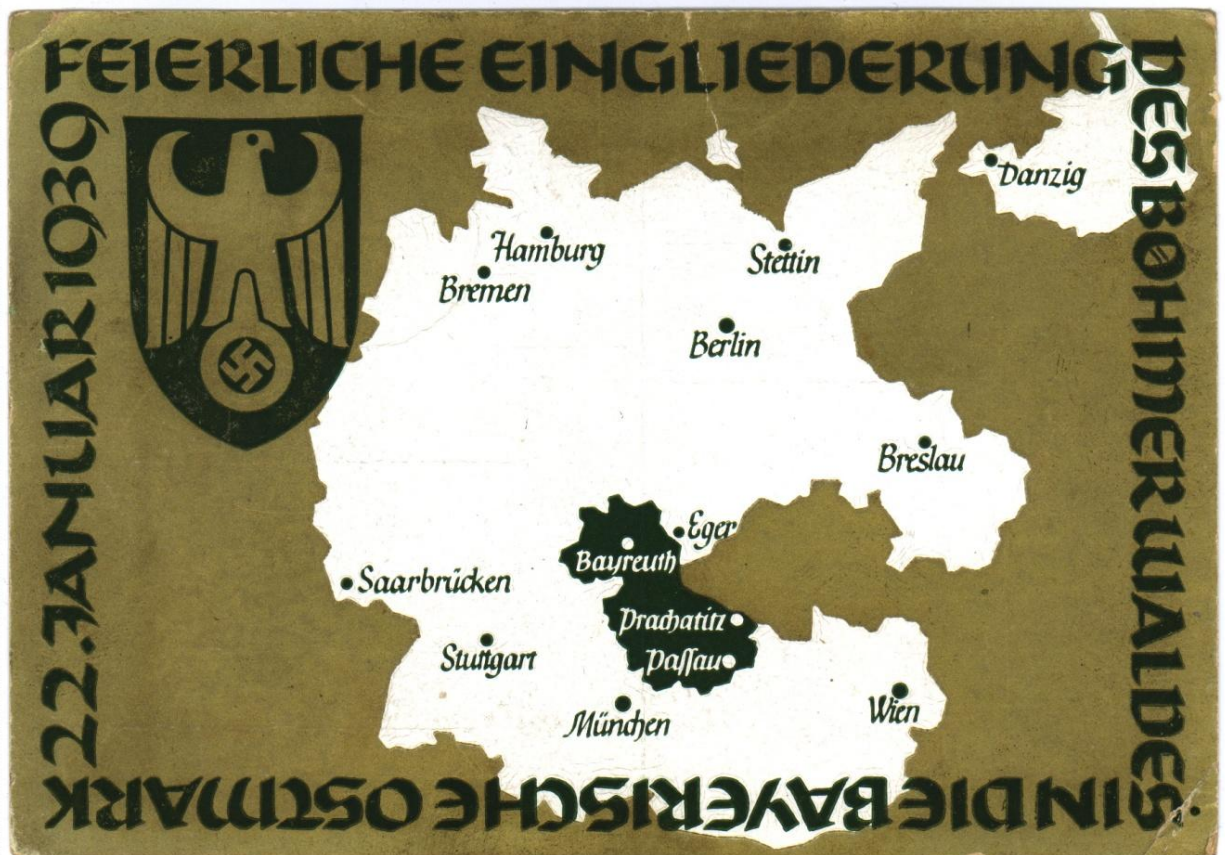 FEIERLICHE EINGLIEDERUNG
DES BÖHMERWALDES
IN DIE BAYERISCHE OSTMARK
22. JANUAR 1939
Danzig
Hamburg
Stettin
Bremen
Berlin
Breslau
Eger
Bayreuth
Saarbrücken
Prachatitz
Stuttgart
Passau
Wien
München